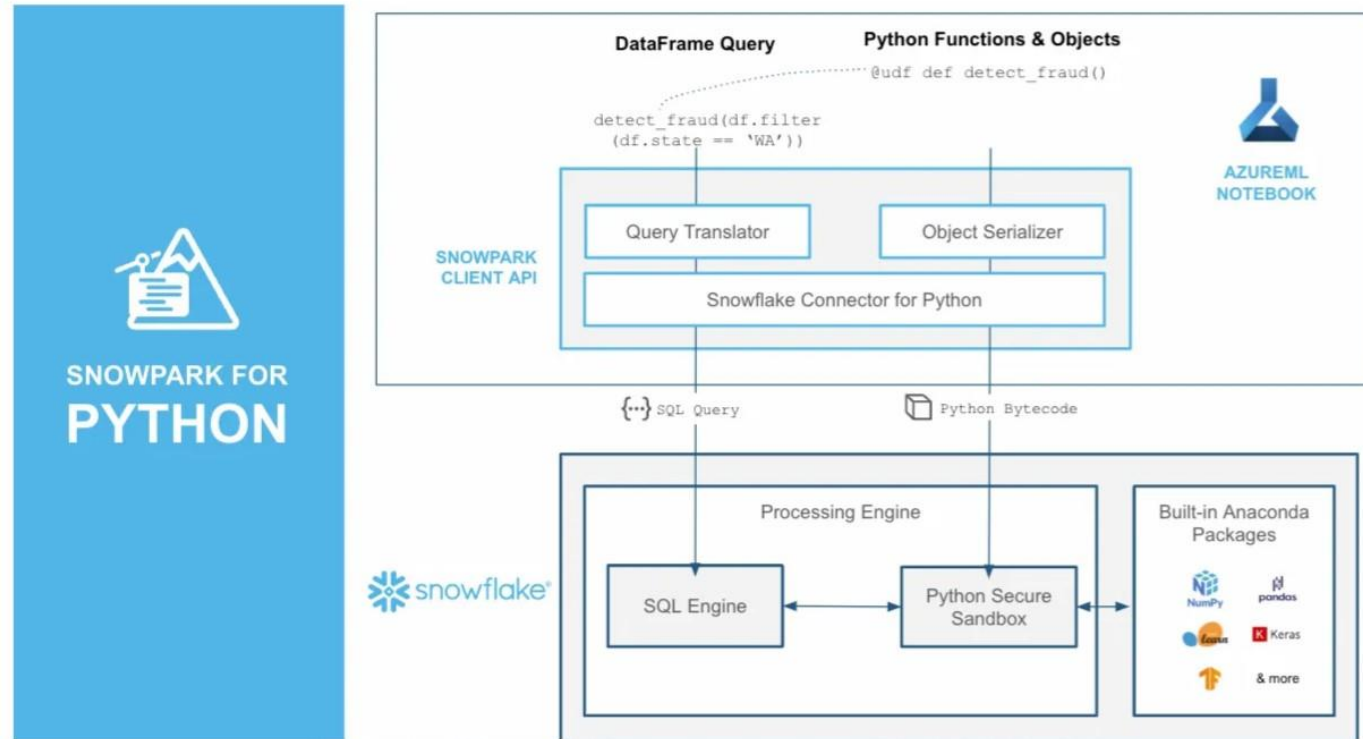 SNOWPARK FOR
PYTHON
DataFrame Query
Python Functions & Objects
@udf def detect_fraud()
detect_fraud(df.filter
(df.state == ‘WA’))
AZUREML
NOTEBOOK
SNOWPARK
CLIENT API
Query Translator
Object Serializer
Snowflake Connector for Python
{···} SQL Query
Python Bytecode
snowflake®
Processing Engine
SQL Engine
Python Secure
Sandbox
Built-in Anaconda
Packages
NumPy
pandas
learn
K Keras
& more